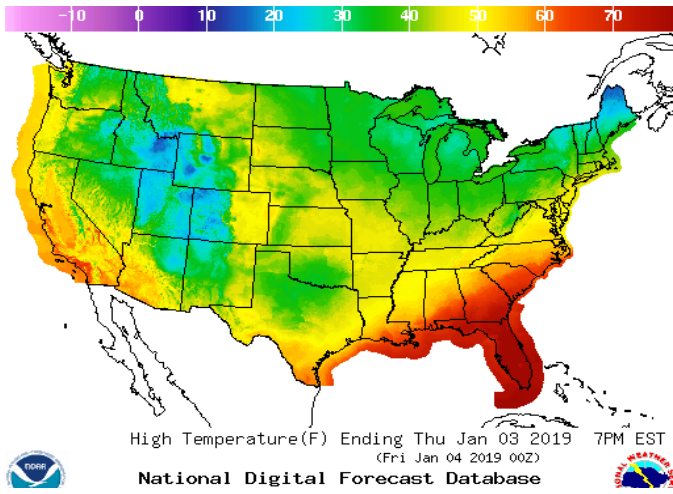 -10 0 10 20 30 40 50 60 70
High Temperature(F) Ending Thu Jan 03 2019 7PM EST
(Fri Jan 04 2019 00Z)
National Digital Forecast Database
NOAA